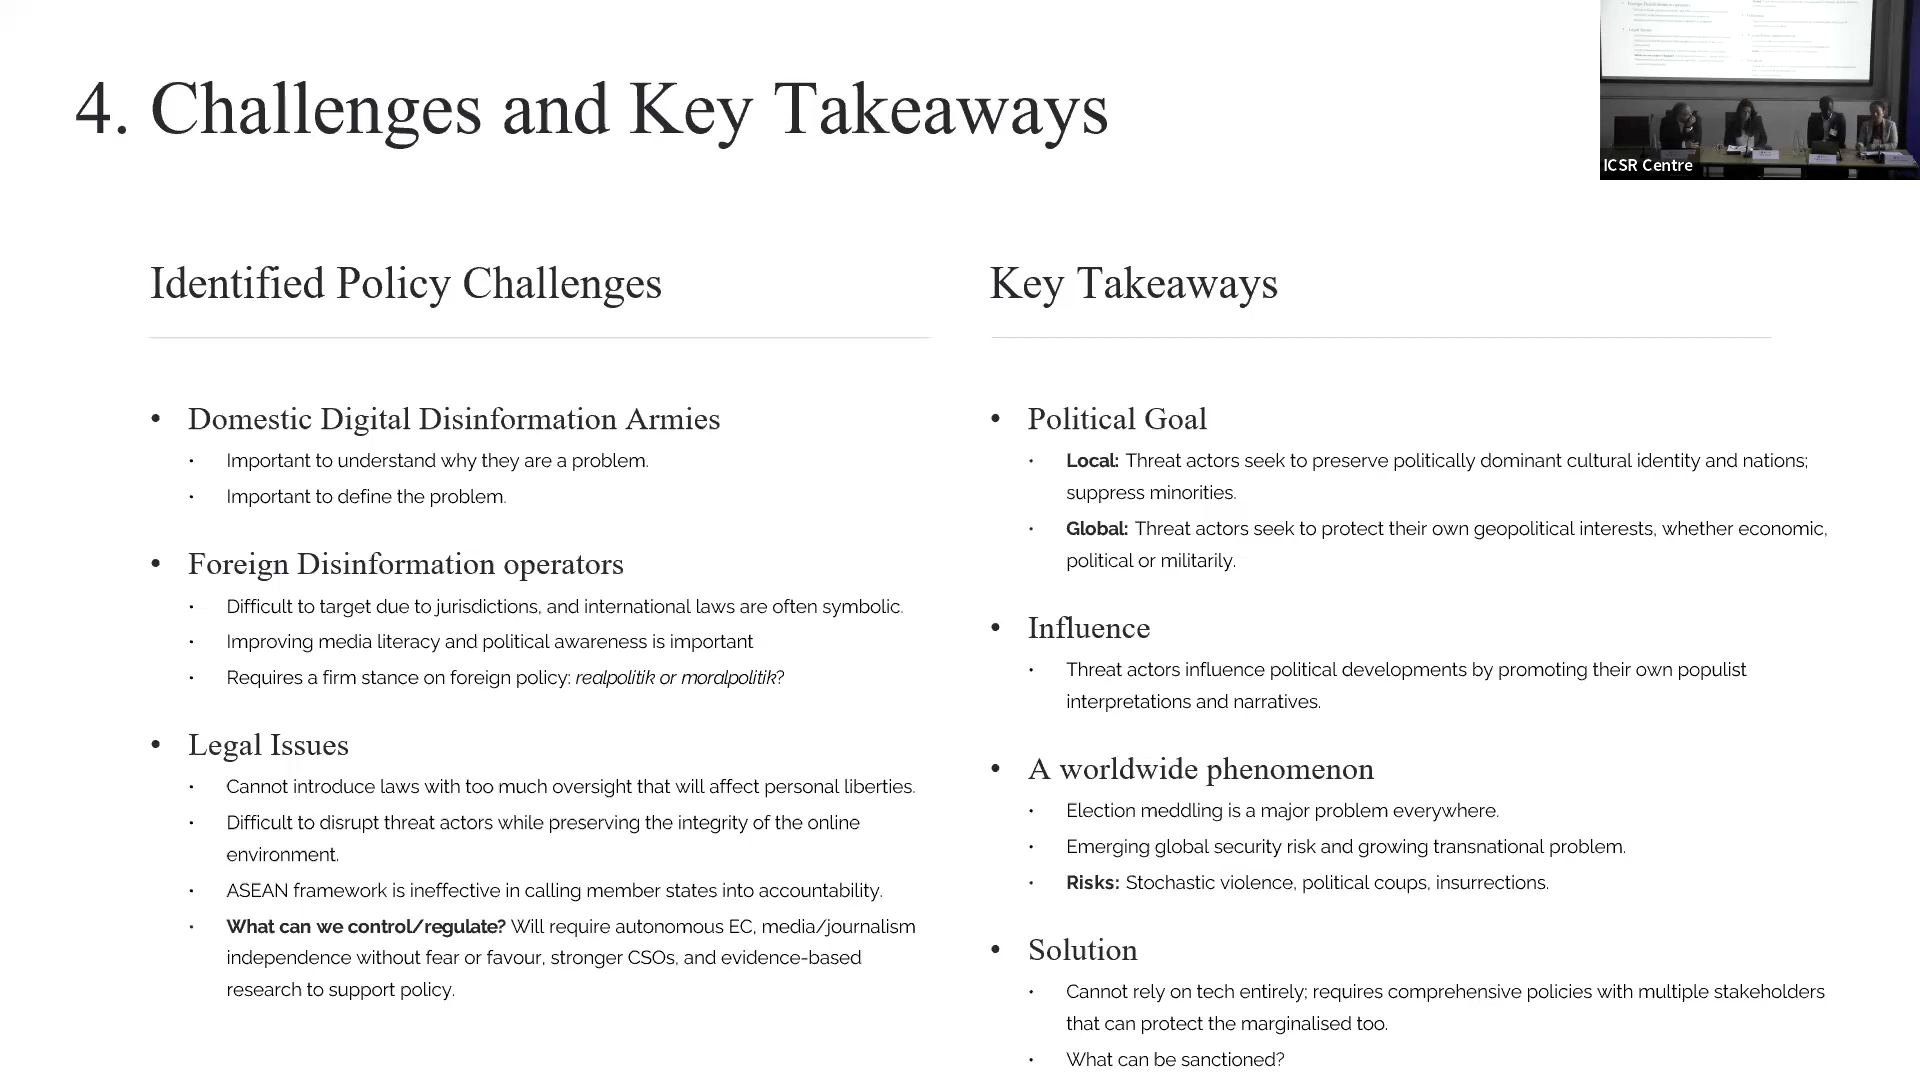 4. Challenges and Key Takeaways
ICSR Centre
Identified Policy Challenges
• Domestic Digital Disinformation Armies
• Important to understand why they are a problem.
• Important to define the problem.
• Foreign Disinformation operators
• Difficult to target due to jurisdictions, and international laws are often symbolic.
• Improving media literacy and political awareness is important
• Requires a firm stance on foreign policy: realpolitik or moralpolitik?
• Legal Issues
• Cannot introduce laws with too much oversight that will affect personal liberties.
• Difficult to disrupt threat actors while preserving the integrity of the online
environment.
• ASEAN framework is ineffective in calling member states into accountability.
• What can we control/regulate? Will require autonomous EC, media/journalism
independence without fear or favour, stronger CSOs, and evidence-based
research to support policy.
Key Takeaways
• Political Goal
• Local: Threat actors seek to preserve politically dominant cultural identity and nations;
suppress minorities.
• Global: Threat actors seek to protect their own geopolitical interests, whether economic,
political or militarily.
• Influence
• Threat actors influence political developments by promoting their own populist
interpretations and narratives.
• A worldwide phenomenon
• Election meddling is a major problem everywhere.
• Emerging global security risk and growing transnational problem.
• Risks: Stochastic violence, political coups, insurrections.
• Solution
• Cannot rely on tech entirely; requires comprehensive policies with multiple stakeholders
that can protect the marginalised too.
• What can be sanctioned?